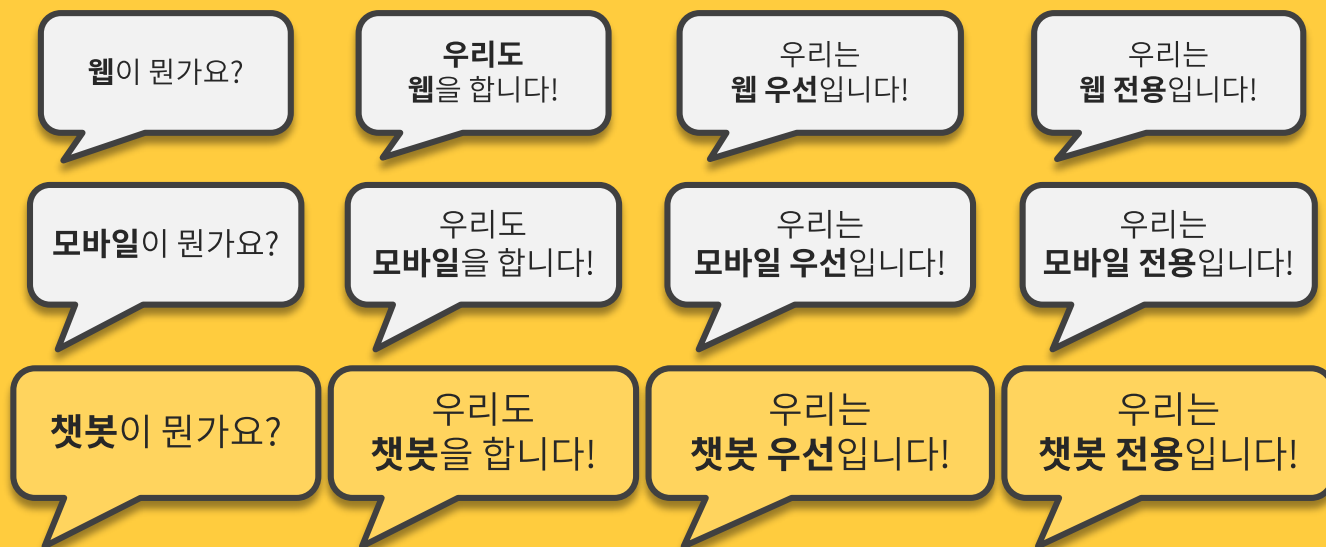 웹이 뭔가요?
우리도
웹을 합니다!
우리는
웹 우선입니다!
우리는
웹 전용입니다!
모바일이 뭔가요?
우리도
모바일을 합니다!
우리는
모바일 우선입니다!
우리는
모바일 전용입니다!
챗봇이 뭔가요?
우리도
챗봇을 합니다!
우리는
챗봇 우선입니다!
우리는
챗봇 전용입니다!